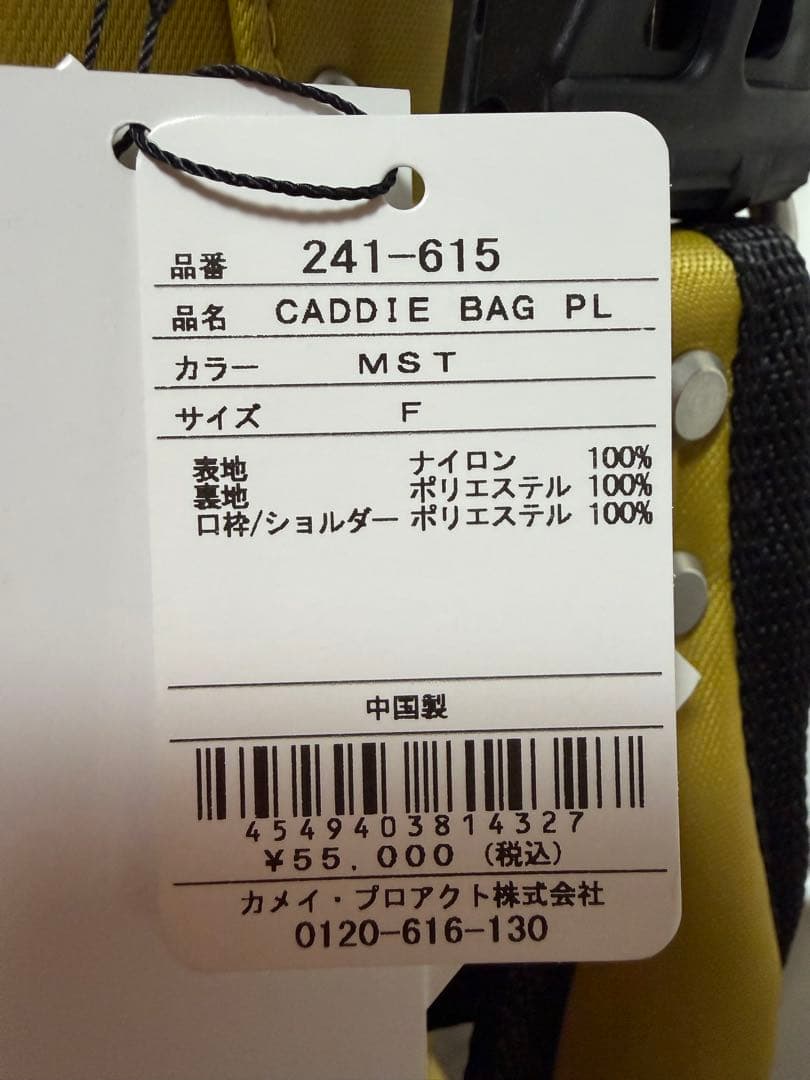 品番 241-615
品名 CADDIE BAG PL
カラー MST
サイズ F
表地 ナイロン 100%
裏地 ポリエステル 100%
口枠/ショルダー ポリエステル 100%
中国製
4549403814327
¥55,000 (税込)
カメイ・プロアクト株式会社
0120-616-130